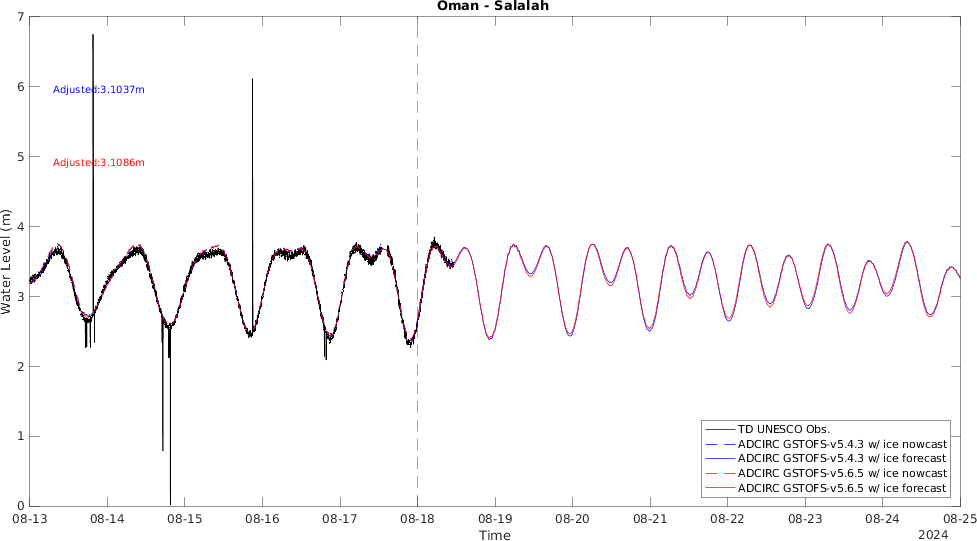 Oman - Salalah
7
6
5
4
3
2
1
0
Water Level (m)
Adjusted:3.1037m
Adjusted:3.1086m
TD UNESCO Obs.
ADCIRC GSTOFS-v5.4.3 w/ ice nowcast
ADCIRC GSTOFS-v5.4.3 w/ ice forecast
ADCIRC GSTOFS-v5.6.5 w/ ice nowcast
ADCIRC GSTOFS-v5.6.5 w/ ice forecast
08-13 08-14 08-15 08-16 08-17 08-18 08-19 08-20 08-21 08-22 08-23 08-24 08-25
Time
2024